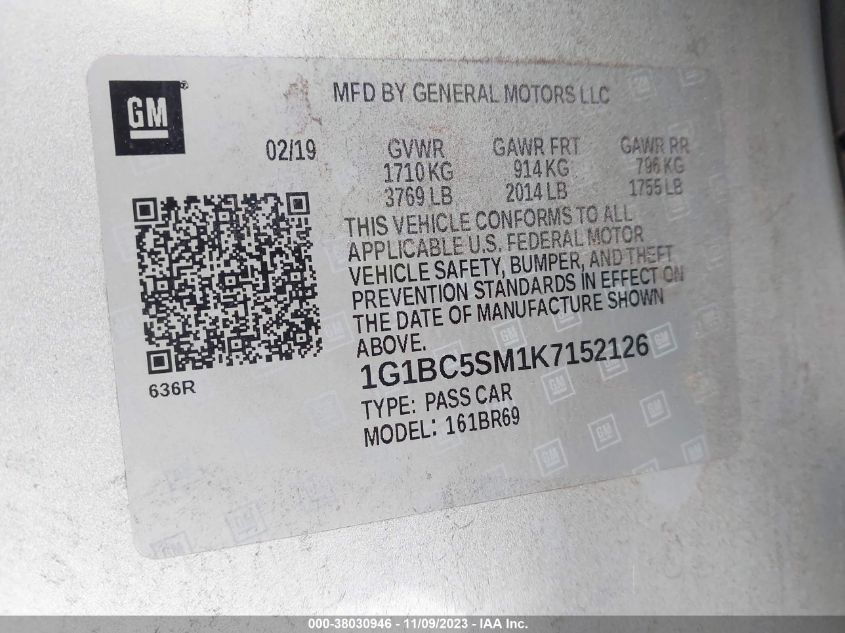 GM
MFD BY GENERAL MOTORS LLC
02/19
GVWR GAWR FRT GAWR RR
1710 KG 914 KG 796 KG
3769 LB 2014 LB 1755 LB
THIS VEHICLE CONFORMS TO ALL
APPLICABLE U.S. FEDERAL MOTOR
VEHICLE SAFETY, BUMPER, AND THEFT
PREVENTION STANDARDS IN EFFECT ON
THE DATE OF MANUFACTURE SHOWN
ABOVE.
636R
1G1BC5SM1K7152126
TYPE: PASS CAR
MODEL: 161BR69
000-38030946 - 11/09/2023 - IAA Inc.